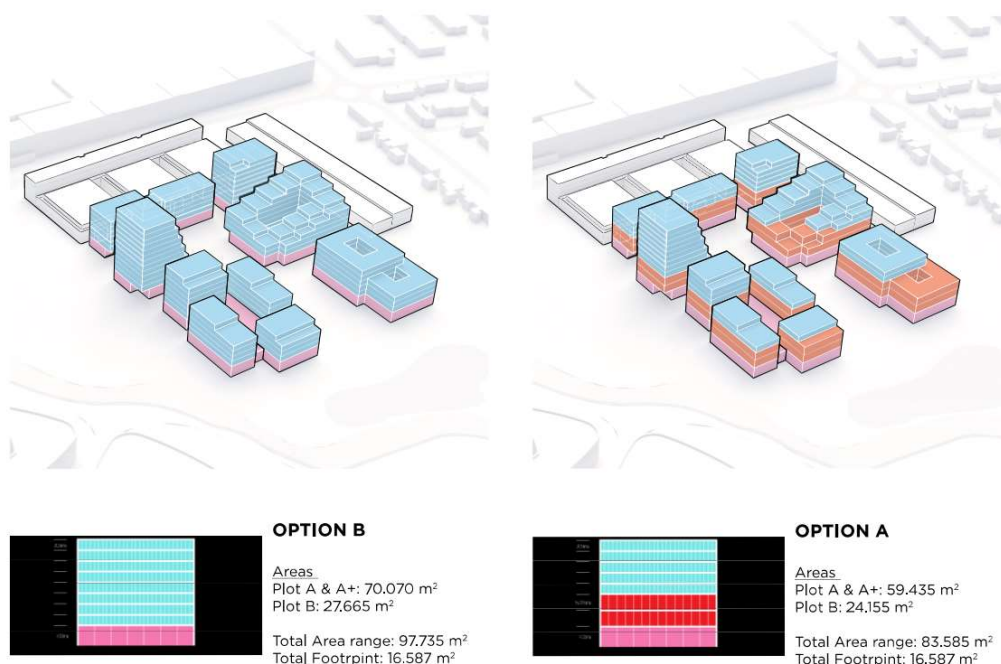 OPTION B
Areas
Plot A & A+: 70.070 m²
Plot B: 27.665 m²
Total Area range: 97.735 m²
Total Footrpint: 16.587 m²
OPTION A
Areas
Plot A & A+: 59.435 m²
Plot B: 24.155 m²
Total Area range: 83.585 m²
Total Footrpint: 16.587 m²